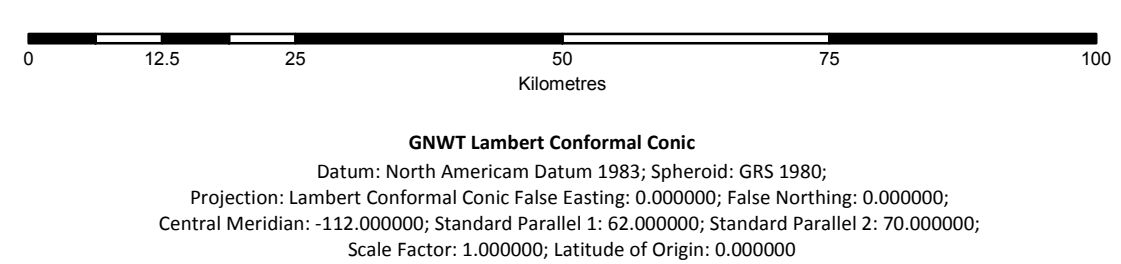 0 12.5 25 50 75 100
Kilometres
GNWT Lambert Conformal Conic
Datum: North Americam Datum 1983; Spheroid: GRS 1980;
Projection: Lambert Conformal Conic False Easting: 0.000000; False Northing: 0.000000;
Central Meridian: -112.000000; Standard Parallel 1: 62.000000; Standard Parallel 2: 70.000000;
Scale Factor: 1.000000; Latitude of Origin: 0.000000